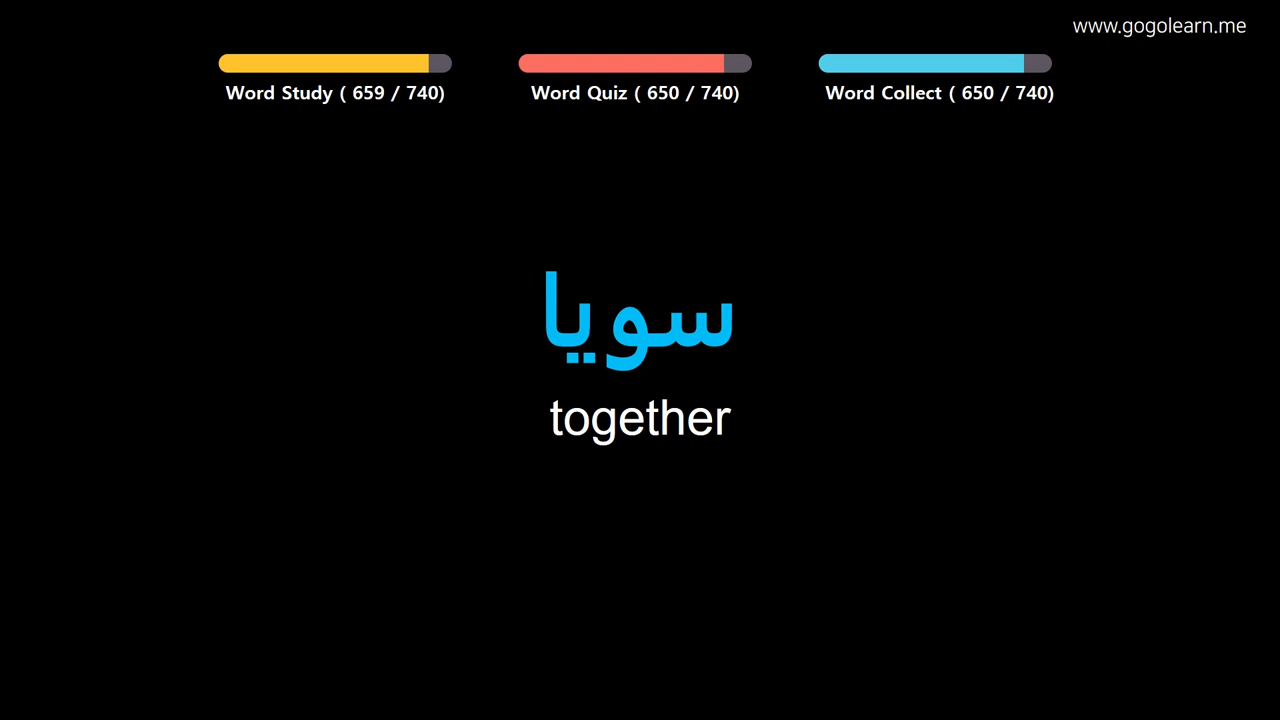 www.gogolearn.me
Word Study ( 659 / 740)
Word Quiz ( 650 / 740)
Word Collect ( 650 / 740)
سويا
together